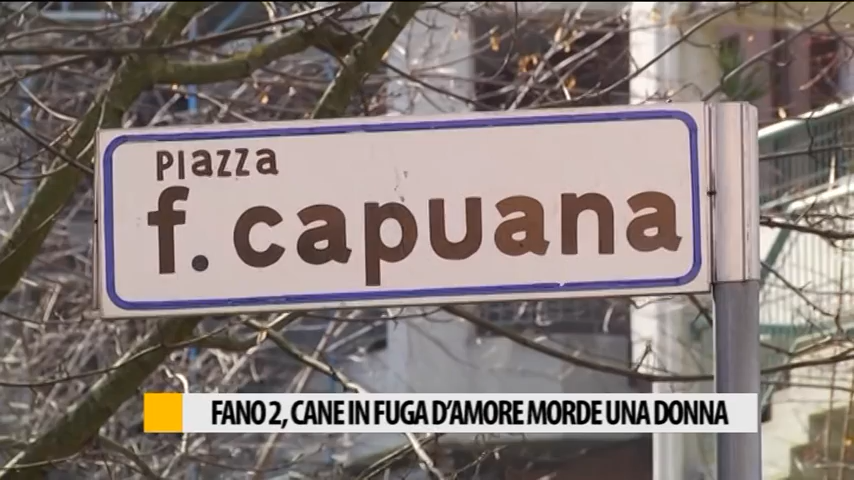 PIAZZA
f. capuana
FANO 2, CANE IN FUGA D'AMORE MORDE UNA DONNA